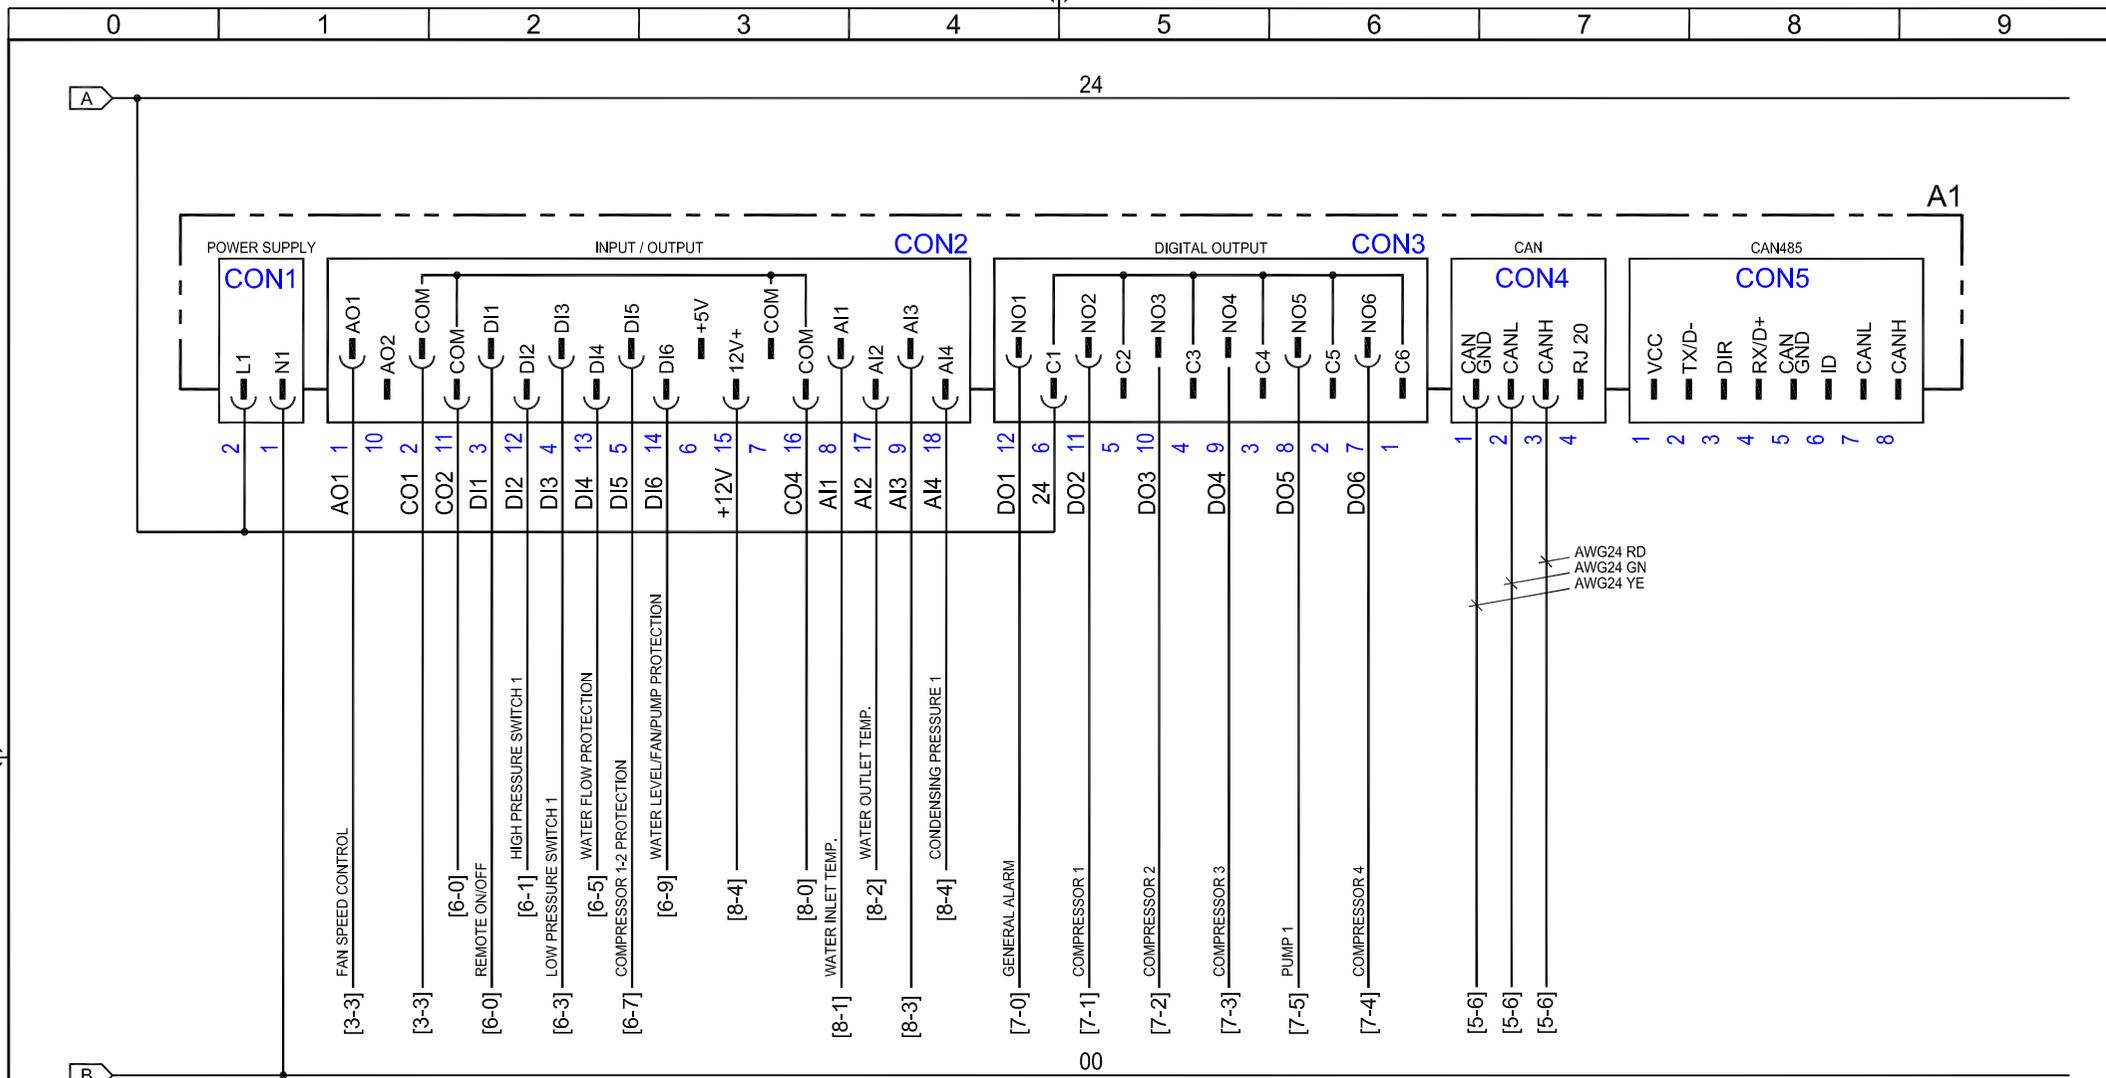 0 1 2 3 4 5 6 7 8 9
A
24
A1
POWER SUPPLY
CON1
INPUT / OUTPUT
CON2
DIGITAL OUTPUT
CON3
CAN
CON4
CAN485
CON5
L1
N1
AO1
AO2
COM
COM
DI1
DI2
DI3
DI4
DI5
DI6
+5V
12V+
COM
COM
AI1
AI2
AI3
AI4
NO1
C1
NO2
C2
NO3
C3
NO4
C4
NO5
C5
NO6
C6
CAN
GND
CANL
CANH
RJ 20
VCC
TX/D-
DIR
RX/D+
CAN
GND
ID
CANL
CANH
2 1
1 10 2 11 3 12 4 13 5 14 6 15 7 16 8 17 9 18
12 6 11 5 10 4 9 3 8 2 7 1
1 2 3 4
1 2 3 4 5 6 7 8
AO1
CO1
CO2
DI1
DI2
DI3
DI4
DI5
DI6
+12V
CO4
AI1
AI2
AI3
AI4
DO1
24
DO2
DO3
DO4
DO5
DO6
AWG24 RD
AWG24 GN
AWG24 YE
FAN SPEED CONTROL
[3-3]
[3-3]
[6-0]
REMOTE ON/OFF
[6-0]
HIGH PRESSURE SWITCH 1
[6-1]
LOW PRESSURE SWITCH 1
[6-3]
WATER FLOW PROTECTION
[6-5]
COMPRESSOR 1-2 PROTECTION
[6-7]
WATER LEVEL/FAN/PUMP PROTECTION
[6-9]
[8-4]
[8-0]
WATER INLET TEMP.
[8-1]
WATER OUTLET TEMP.
[8-2]
[8-3]
CONDENSING PRESSURE 1
[8-4]
GENERAL ALARM
[7-0]
COMPRESSOR 1
[7-1]
COMPRESSOR 2
[7-2]
COMPRESSOR 3
[7-3]
PUMP 1
[7-5]
COMPRESSOR 4
[7-4]
[5-6]
[5-6]
[5-6]
B
00